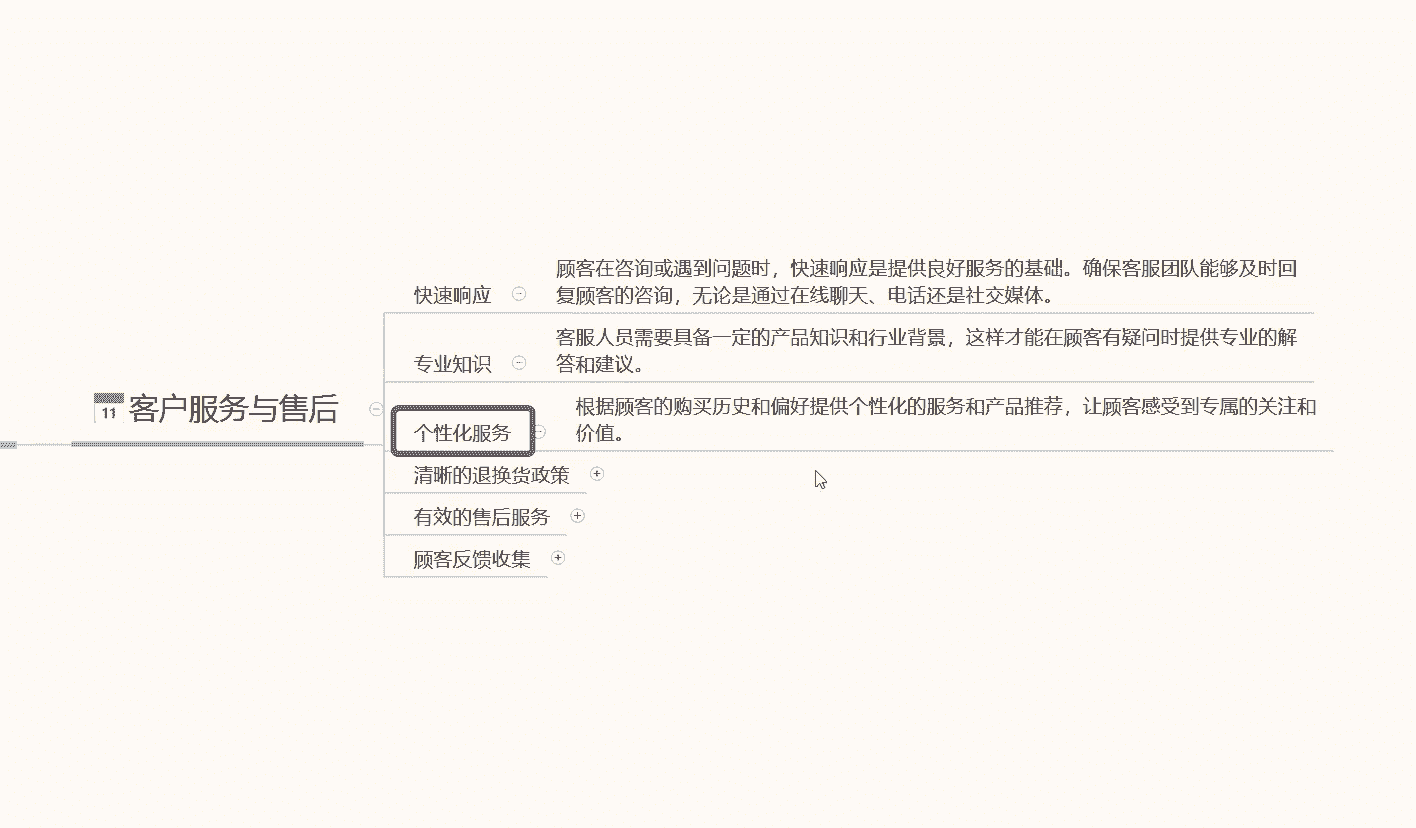 顾客在咨询或遇到问题时，快速响应是提供良好服务的基础。确保客服团队能够及时回
快速响应
复顾客的咨询，无论是通过在线聊天、电话还是社交媒体。
客服人员需要具备一定的产品知识和行业背景，这样才能在顾客有疑问时提供专业的解
专业知识
答和建议。
11 客户服务与售后
根据顾客的购买历史和偏好提供个性化的服务和产品推荐，让顾客感受到专属的关注和
个性化服务
价值。
清晰的退换货政策
有效的售后服务
顾客反馈收集